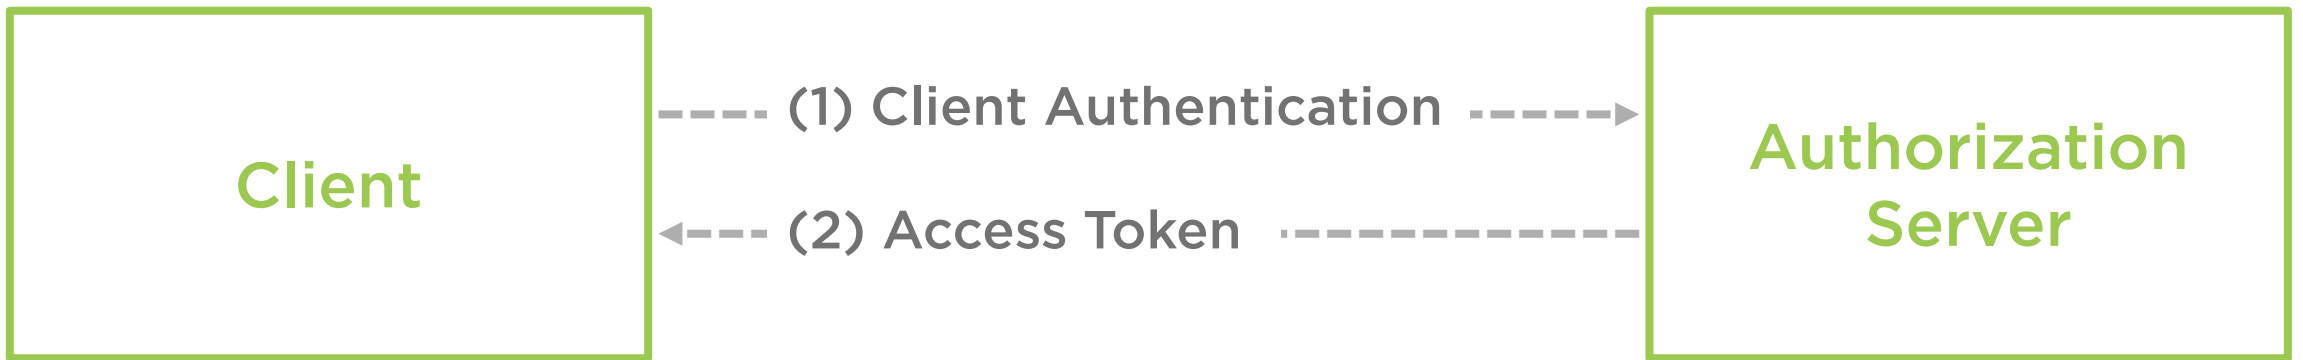 Client
(1) Client Authentication
(2) Access Token
Authorization
Server